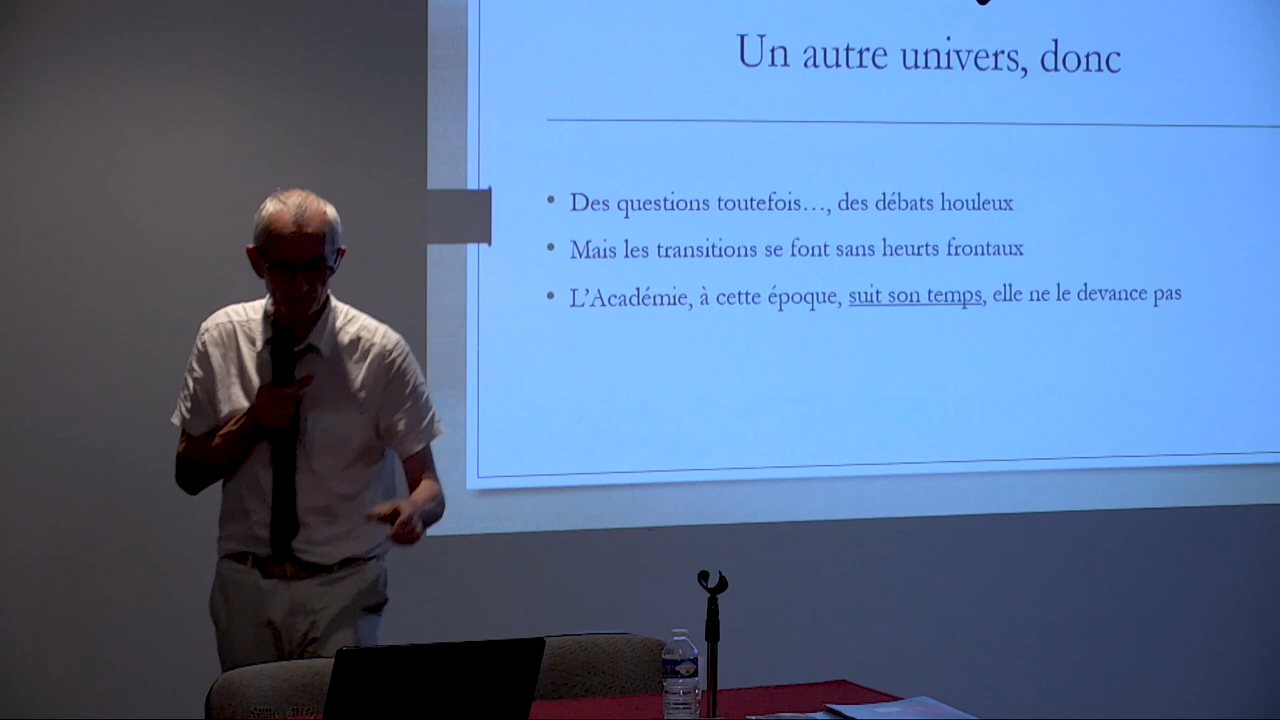 Un autre univers, donc
• Des questions toutefois…, des débats houleux
• Mais les transitions se font sans heurts frontaux
• L'Académie, à cette époque, suit son temps, elle ne le devance pas